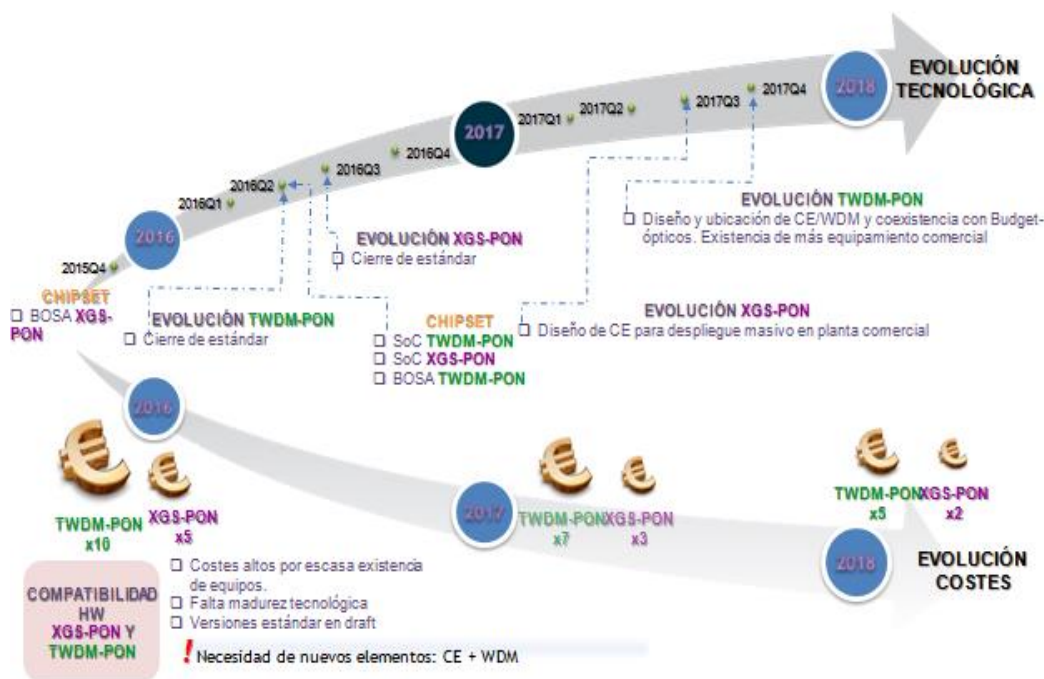 EVOLUCIÓN
TECNOLÓGICA
2018
2017Q4
2017Q3
2017Q2
2017Q1
2017
2016Q4
2016Q3
2016Q2
2016Q1
2016
2015Q4
CHIPSET
BOSA XGS-
PON
EVOLUCIÓN TWDM-PON
Cierre de estándar
EVOLUCIÓN XGS-PON
Cierre de estándar
CHIPSET
SoC TWDM-PON
SoC XGS-PON
BOSA TWDM-PON
EVOLUCIÓN TWDM-PON
Diseño y ubicación de CE/WDM y coexistencia con Budget-
ópticos. Existencia de más equipamiento comercial
EVOLUCIÓN XGS-PON
Diseño de CE para despliegue masivo en planta comercial
2016
TWDM-PON
x10
XGS-PON
x5
2017
TWDM-PON
x7
XGS-PON
x3
TWDM-PON
x5
XGS-PON
x2
2018
EVOLUCIÓN
COSTES
COMPATIBILIDAD
HW
XGS-PON Y
TWDM-PON
Costes altos por escasa existencia
de equipos.
Falta madurez tecnológica
Versiones estándar en draft
! Necesidad de nuevos elementos: CE + WDM